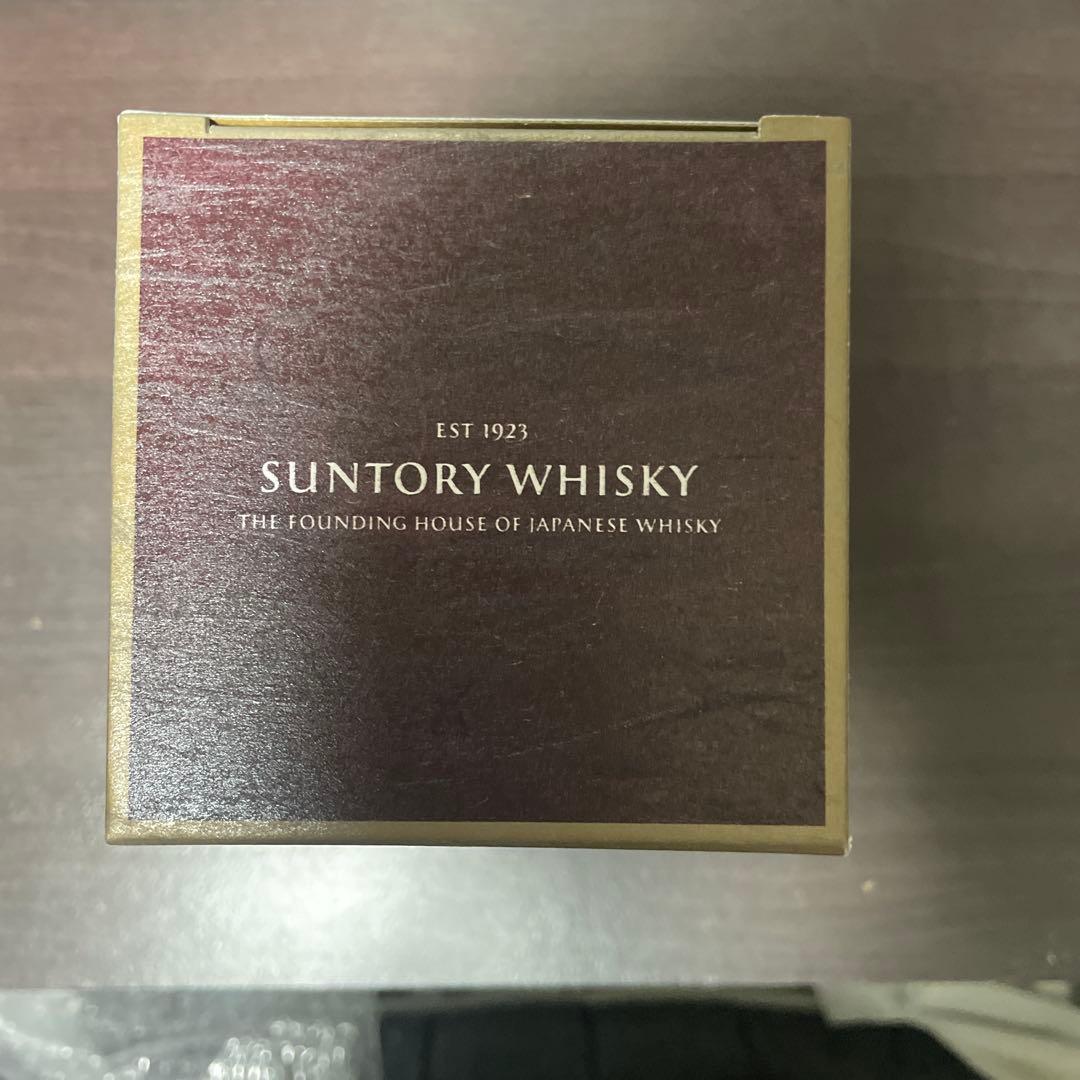 EST 1923
SUNTORY WHISKY
THE FOUNDING HOUSE OF JAPANESE WHISKY